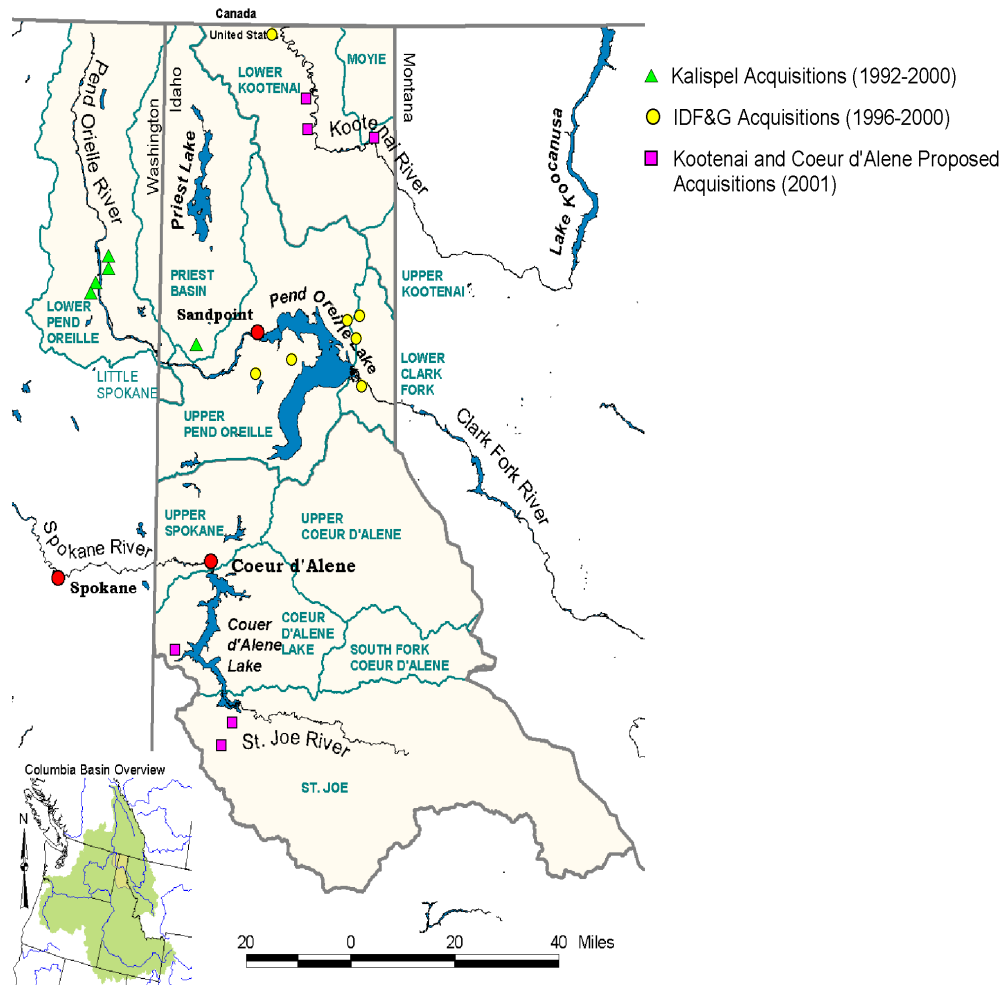 Canada
United Stat
MOYIE
LOWER
KOOTENAI
Pend Orielle River
Washington
Idaho
Montana
Kootenai River
Priest Lake
Lake Koocanusa
Kalispel Acquisitions (1992-2000)
IDF&G Acquisitions (1996-2000)
Kootenai and Coeur d'Alene Proposed
Acquisitions (2001)
PRIEST
BASIN
UPPER
KOOTENAI
LOWER
PEND
OREILLE
Sandpoint
Pend Oreille Lake
LITTLE
SPOKANE
LOWER
CLARK
FORK
UPPER
PEND OREILLE
Clark Fork River
UPPER
SPOKANE
UPPER
COEUR D'ALENE
Spokane River
Coeur d'Alene
Spokane
Couer
d'Alene
Lake
COEUR
D'ALENE
LAKE
SOUTH FORK
COEUR D'ALENE
St. Joe River
ST. JOE
Columbia Basin Overview
N
20 0 20 40 Miles